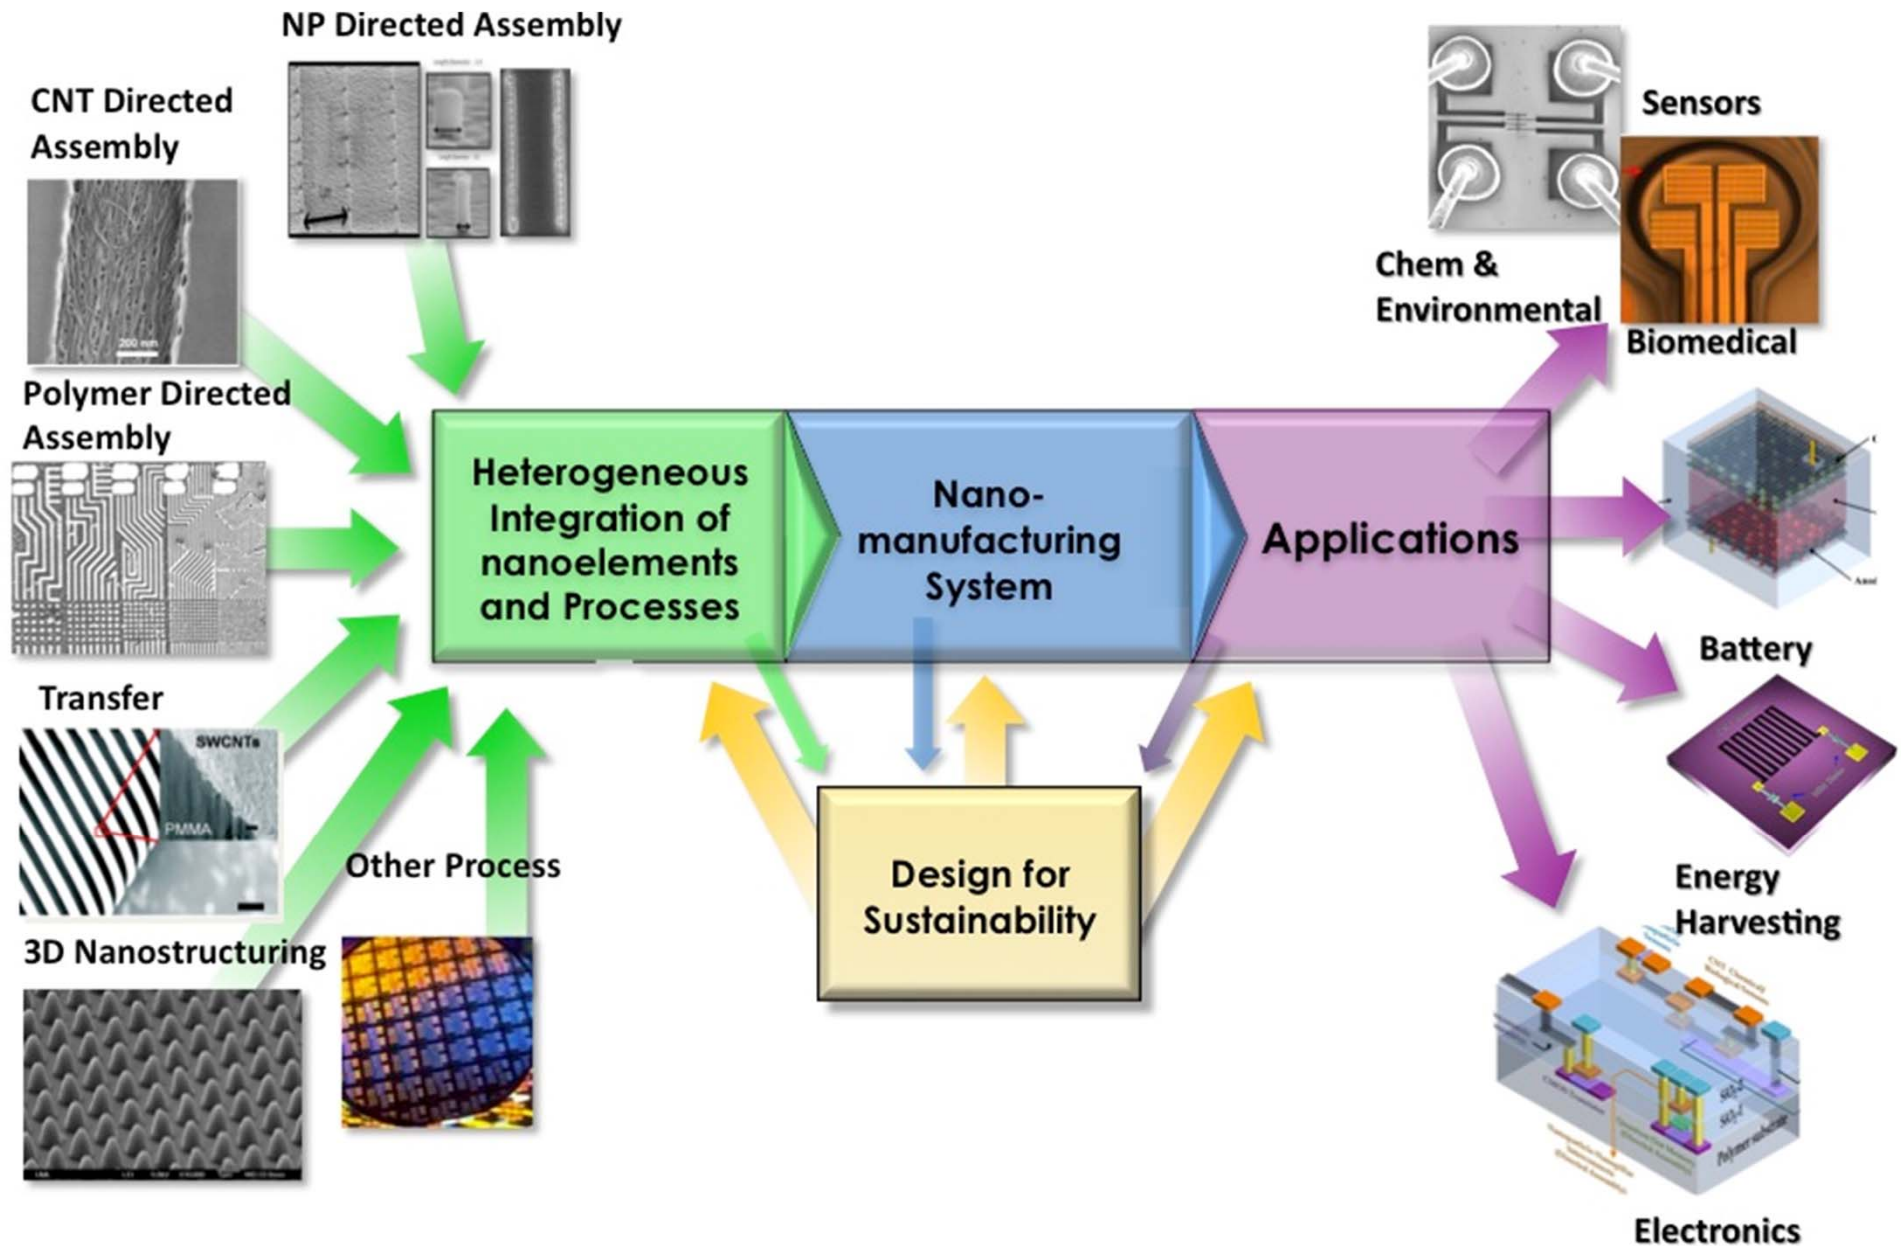 NP Directed Assembly
CNT Directed
Assembly
200 nm
Polymer Directed
Assembly
Transfer
SWCNTs
PMMA
3D Nanostructuring
Other Process
Heterogeneous
Integration of
nanoelements
and Processes
Nano-
manufacturing
System
Applications
Design for
Sustainability
Sensors
Chem &
Environmental
Biomedical
Battery
Energy
Harvesting
Polymer substrate
Electronics